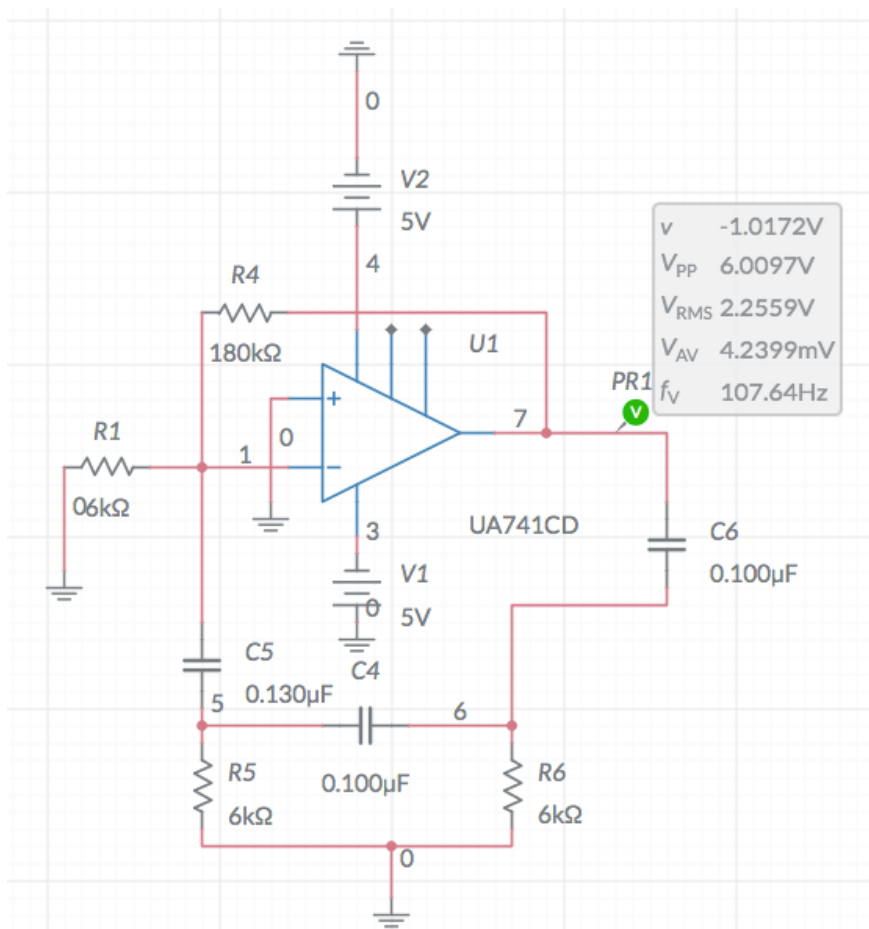 0
V2
5V
4
R4
180kΩ
U1
v -1.0172V
VPP 6.0097V
VRMS 2.2559V
VAV 4.2399mV
fV 107.64Hz
PR1
V
7
+
0
R1
1
−
06kΩ
3
UA741CD
C6
0.100µF
V1
0
5V
C5
0.130µF
C4
5
6
0.100µF
R5
6kΩ
R6
6kΩ
0